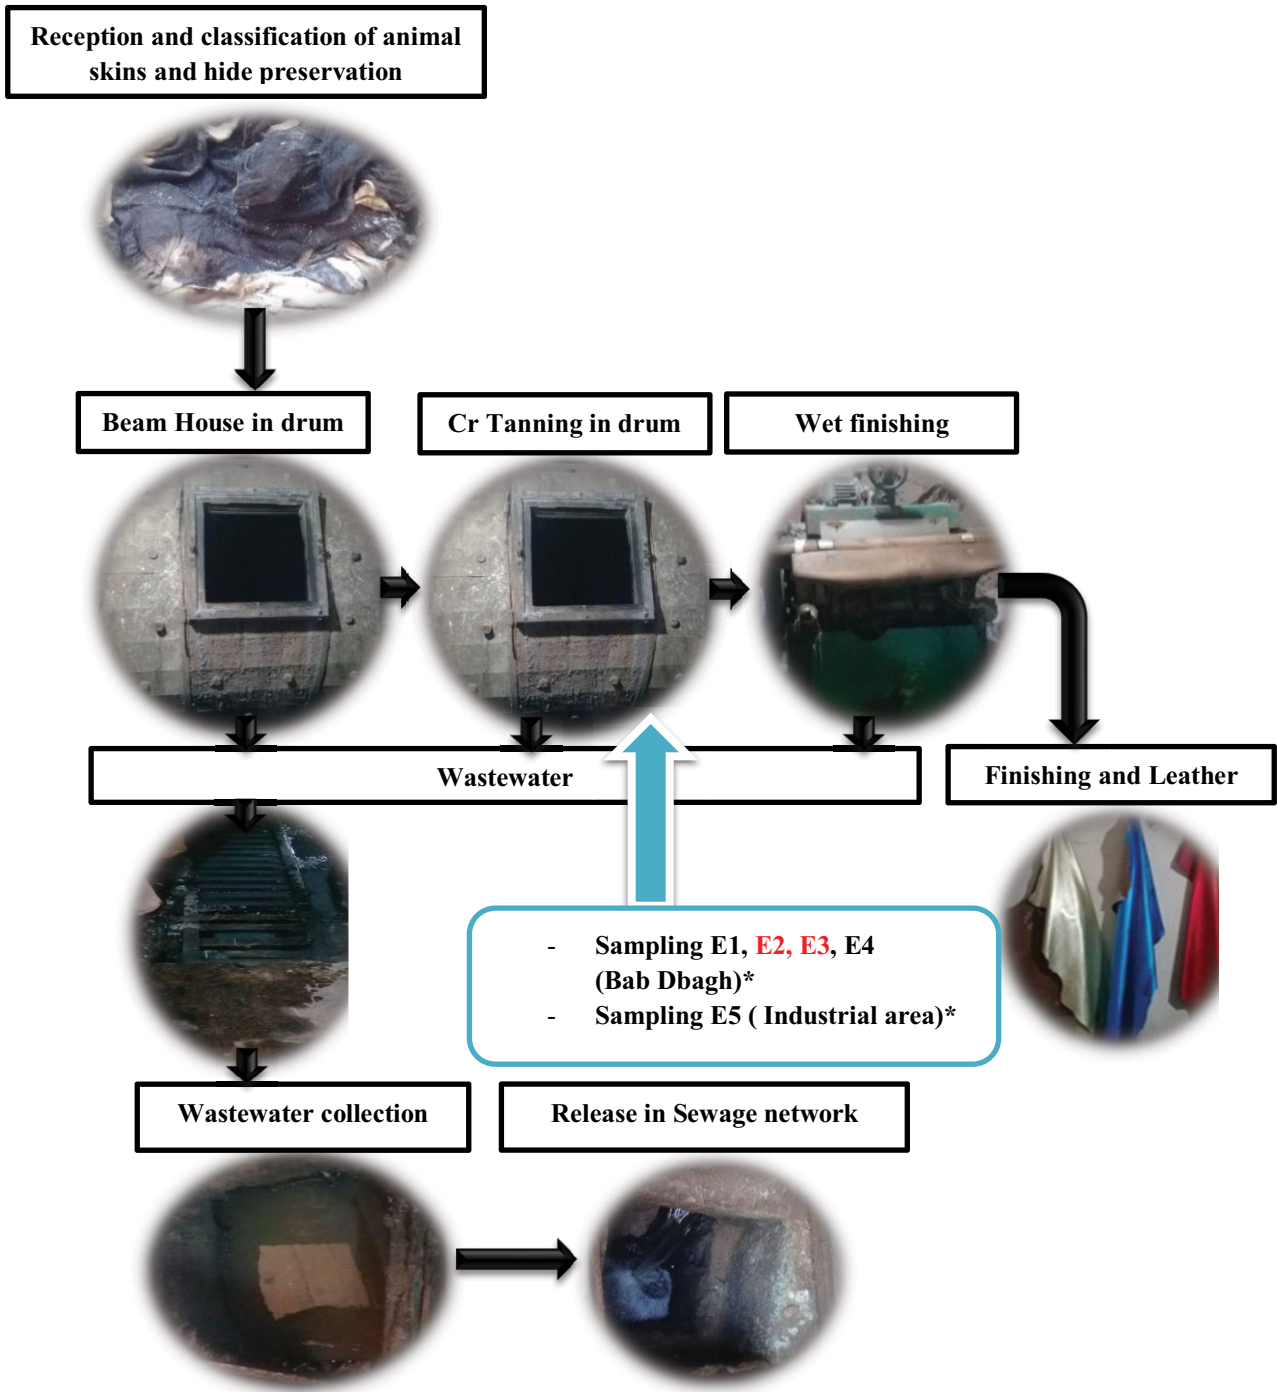 Reception and classification of animal
skins and hide preservation
Beam House in drum
Cr Tanning in drum
Wet finishing
Wastewater
Finishing and Leather
- Sampling E1, E2, E3, E4
(Bab Dbagh)*
- Sampling E5 ( Industrial area)*
Wastewater collection
Release in Sewage network